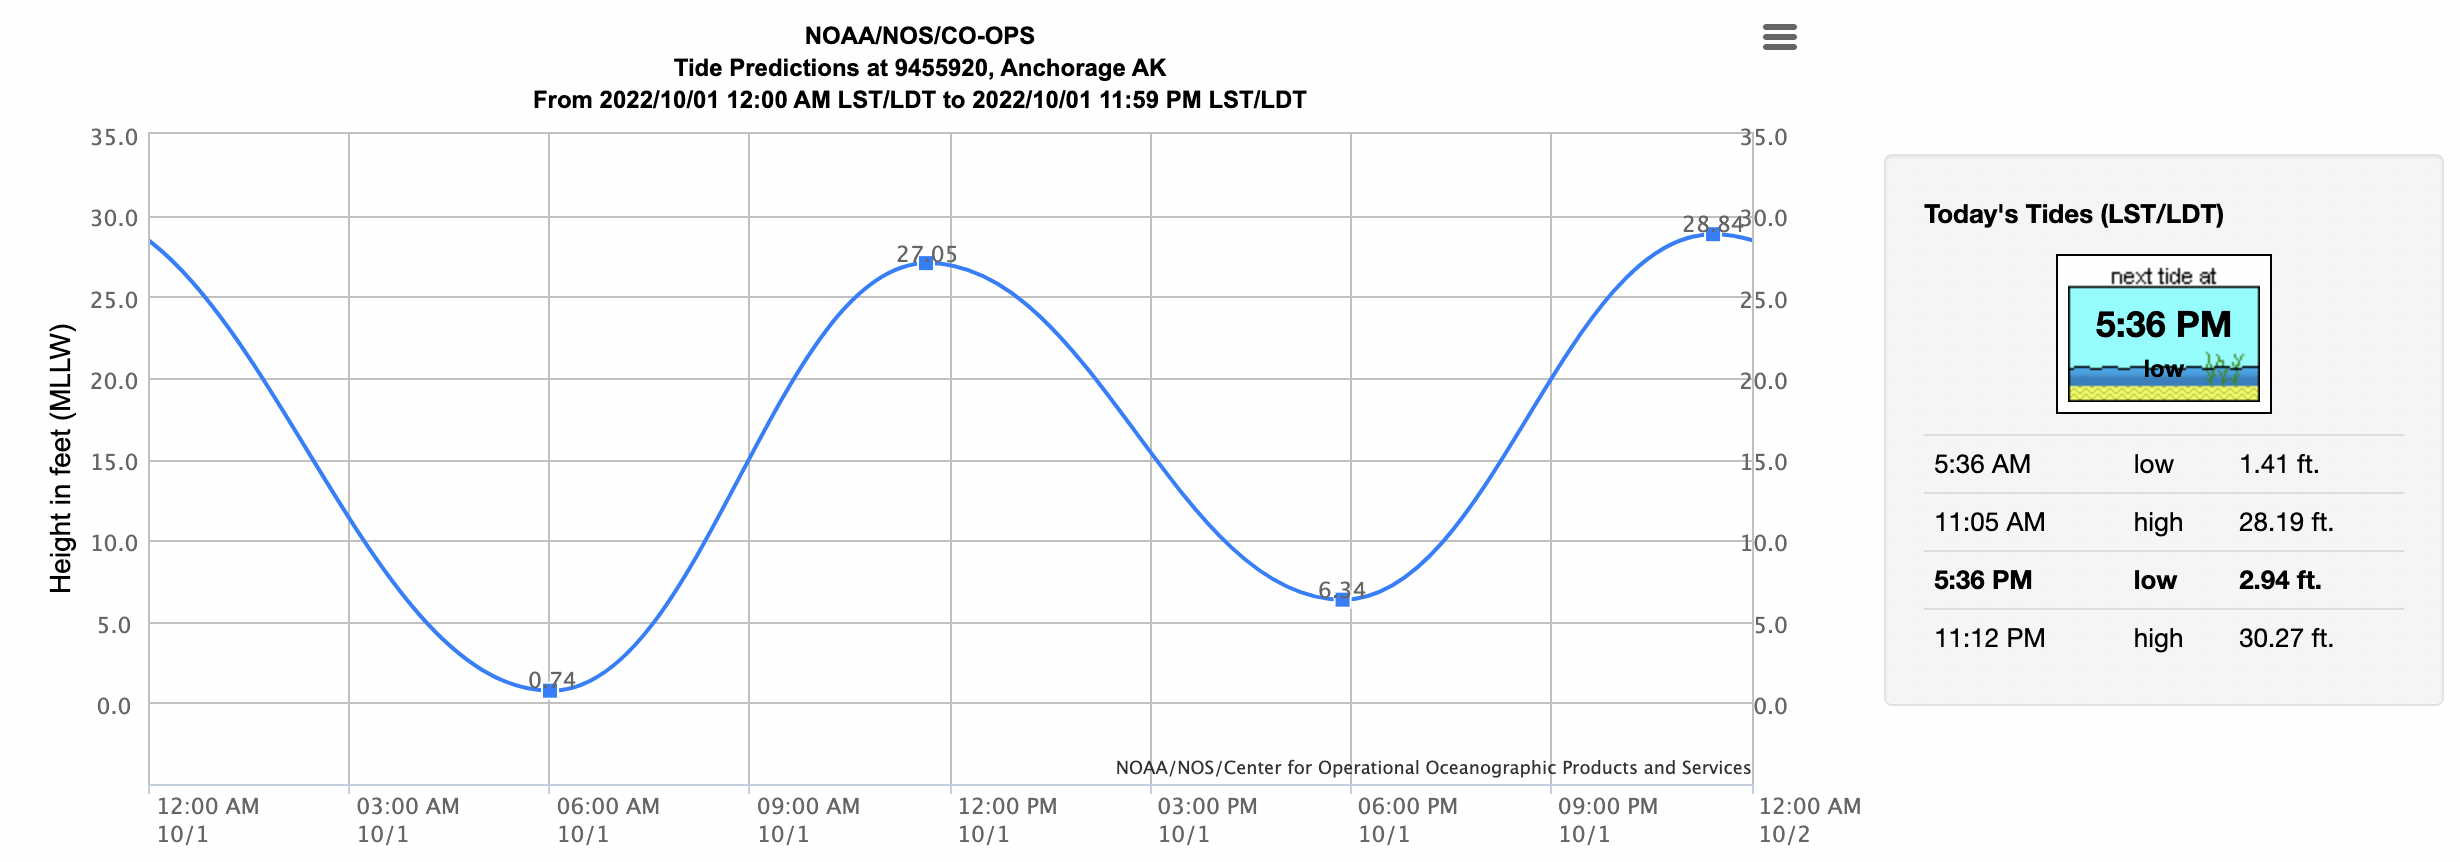 NOAA/NOS/CO-OPS
Tide Predictions at 9455920, Anchorage AK
From 2022/10/01 12:00 AM LST/LDT to 2022/10/01 11:59 PM LST/LDT
Height in feet (MLLW)
35.0
30.0
25.0
20.0
15.0
10.0
5.0
0.0
0.74
27.05
6.34
28.84
35.0
30.0
25.0
20.0
15.0
10.0
5.0
0.0
NOAA/NOS/Center for Operational Oceanographic Products and Services
12:00 AM 03:00 AM 06:00 AM 09:00 AM 12:00 PM 03:00 PM 06:00 PM 09:00 PM 12:00 AM
10/1 10/1 10/1 10/1 10/1 10/1 10/1 10/1 10/2
Today's Tides (LST/LDT)
next tide at
5:36 PM
low
5:36 AM low 1.41 ft.
11:05 AM high 28.19 ft.
5:36 PM low 2.94 ft.
11:12 PM high 30.27 ft.